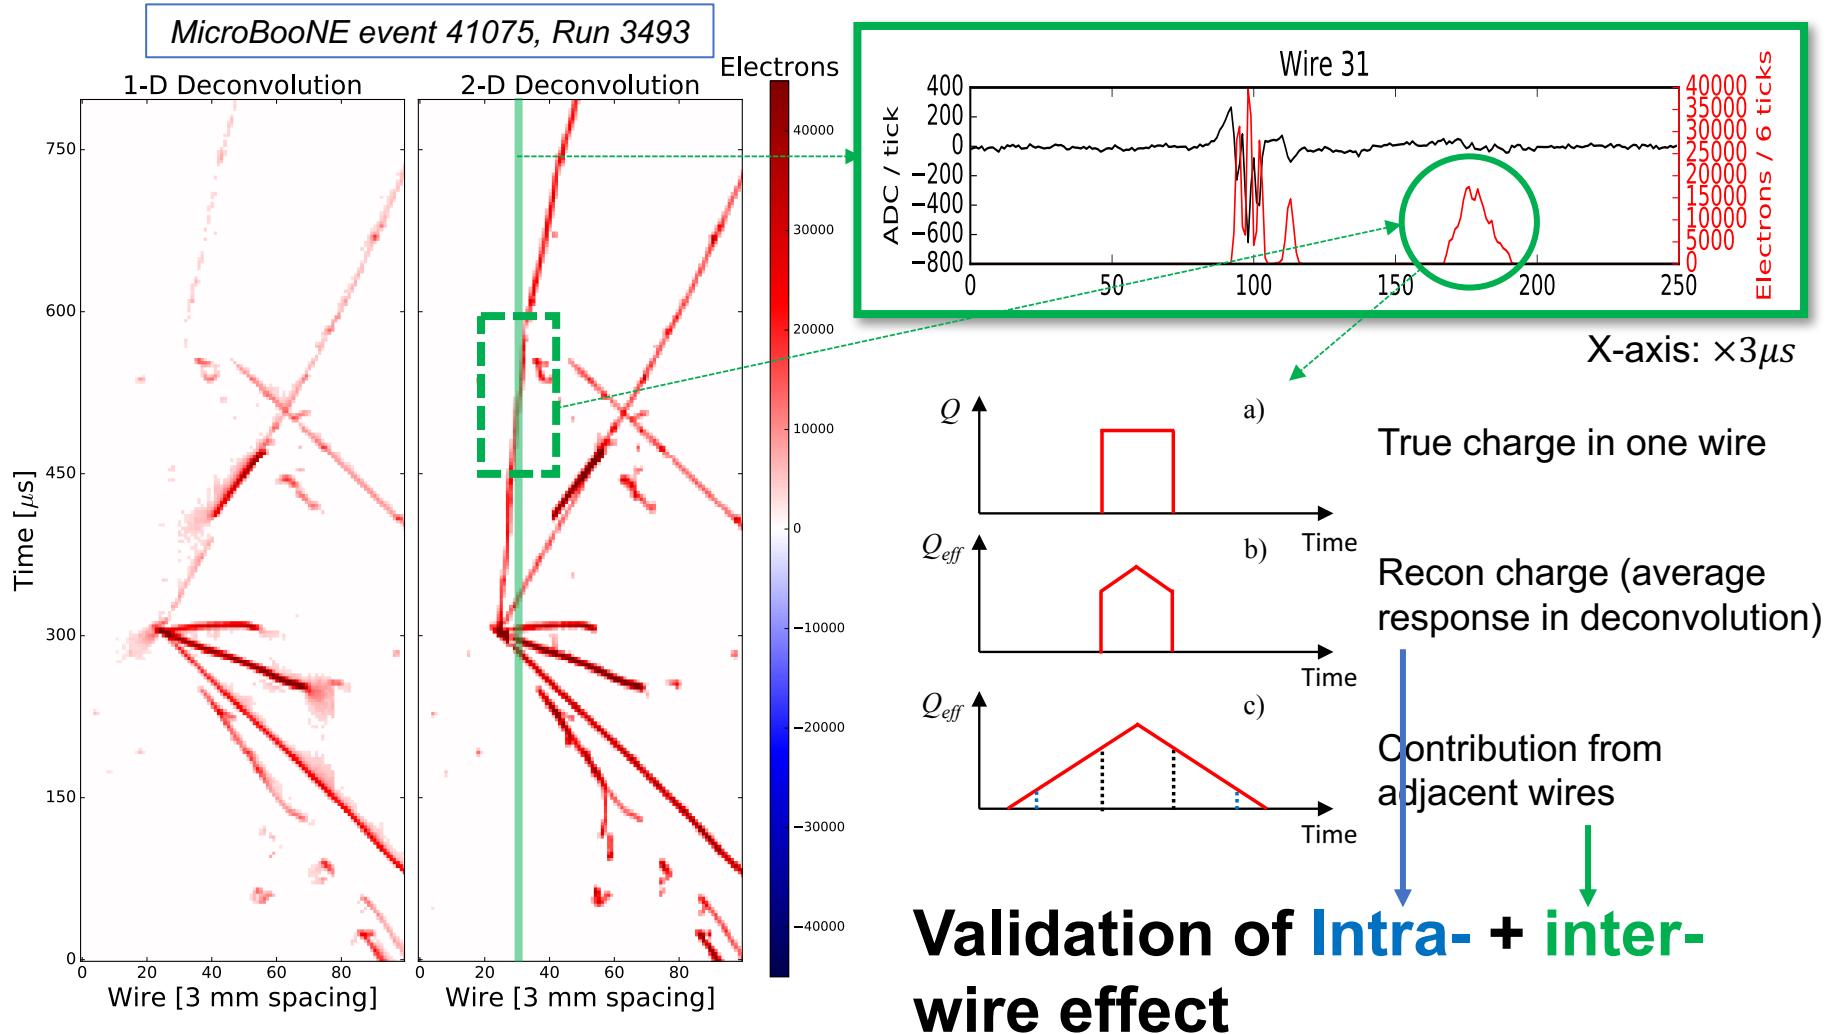 MicroBooNE event 41075, Run 3493
1-D Deconvolution
2-D Deconvolution
Electrons
Time [μs]
750
600
450
300
150
0
0 20 40 60 80
0 20 40 60 80
Wire [3 mm spacing]
Wire [3 mm spacing]
40000
30000
20000
10000
0
−10000
−20000
−30000
−40000
Wire 31
ADC / tick
400
200
0
−200
−400
−600
−800
0 50 100 150 200 250
40000
35000
30000
25000
20000
15000
10000
5000
0
Electrons / 6 ticks
X-axis: ×3μs
Q
a)
Time
True charge in one wire
Qeff
b)
Time
Recon charge (average
response in deconvolution)
Qeff
c)
Time
Contribution from
adjacent wires
Validation of Intra- + inter-
wire effect